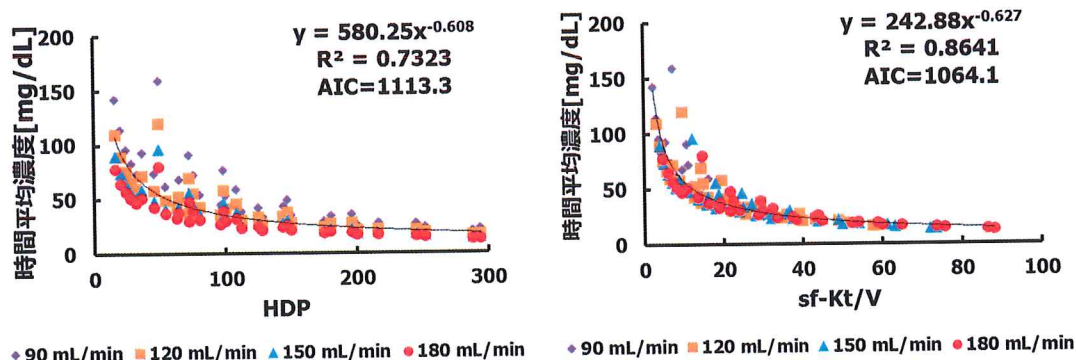 y = 580.25x^-0.608
R² = 0.7323
AIC=1113.3
時間平均濃度[mg/dL]
200
150
100
50
0
0
100
200
300
HDP
90 mL/min 120 mL/min 150 mL/min 180 mL/min
y = 242.88x^-0.627
R² = 0.8641
AIC=1064.1
時間平均濃度[mg/dL]
200
150
100
50
0
0
20
40
60
80
100
sf-Kt/V
90 mL/min 120 mL/min 150 mL/min 180 mL/min